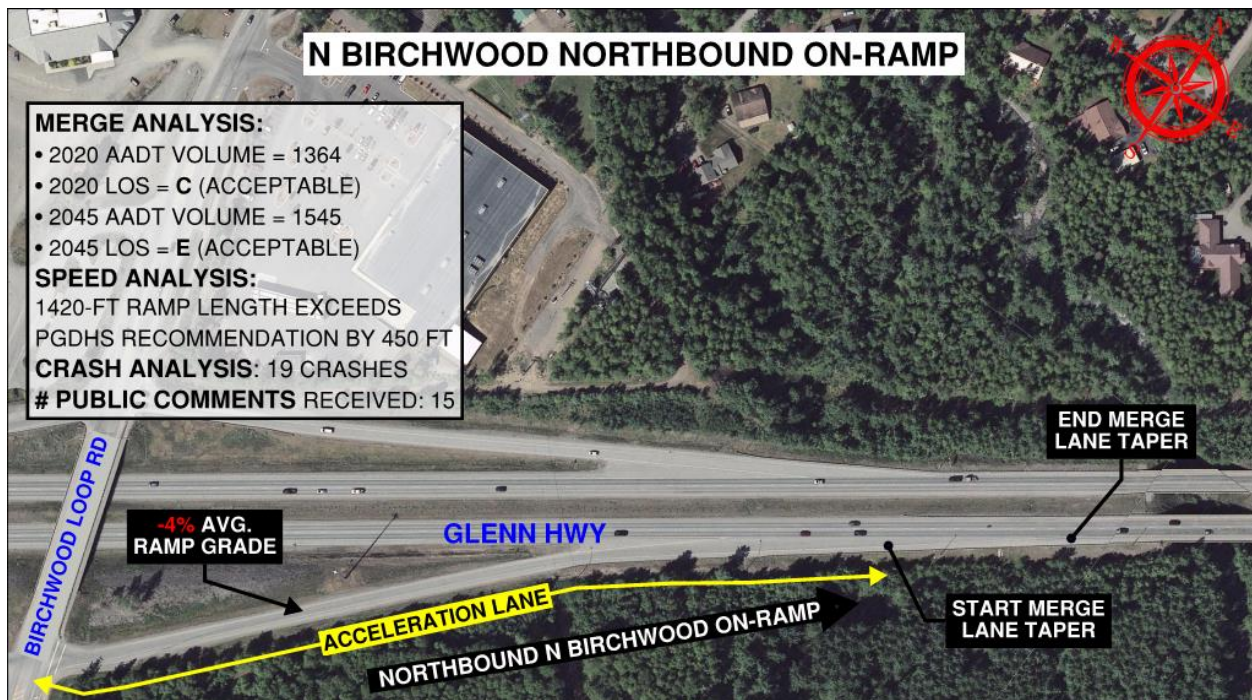 N BIRCHWOOD NORTHBOUND ON-RAMP
MERGE ANALYSIS:
• 2020 AADT VOLUME = 1364
• 2020 LOS = C (ACCEPTABLE)
• 2045 AADT VOLUME = 1545
• 2045 LOS = E (ACCEPTABLE)
SPEED ANALYSIS:
1420-FT RAMP LENGTH EXCEEDS
PGDHS RECOMMENDATION BY 450 FT
CRASH ANALYSIS: 19 CRASHES
# PUBLIC COMMENTS RECEIVED: 15
END MERGE
LANE TAPER
BIRCHWOOD LOOP RD
-4% AVG.
RAMP GRADE
GLENN HWY
ACCELERATION LANE
NORTHBOUND N BIRCHWOOD ON-RAMP
START MERGE
LANE TAPER